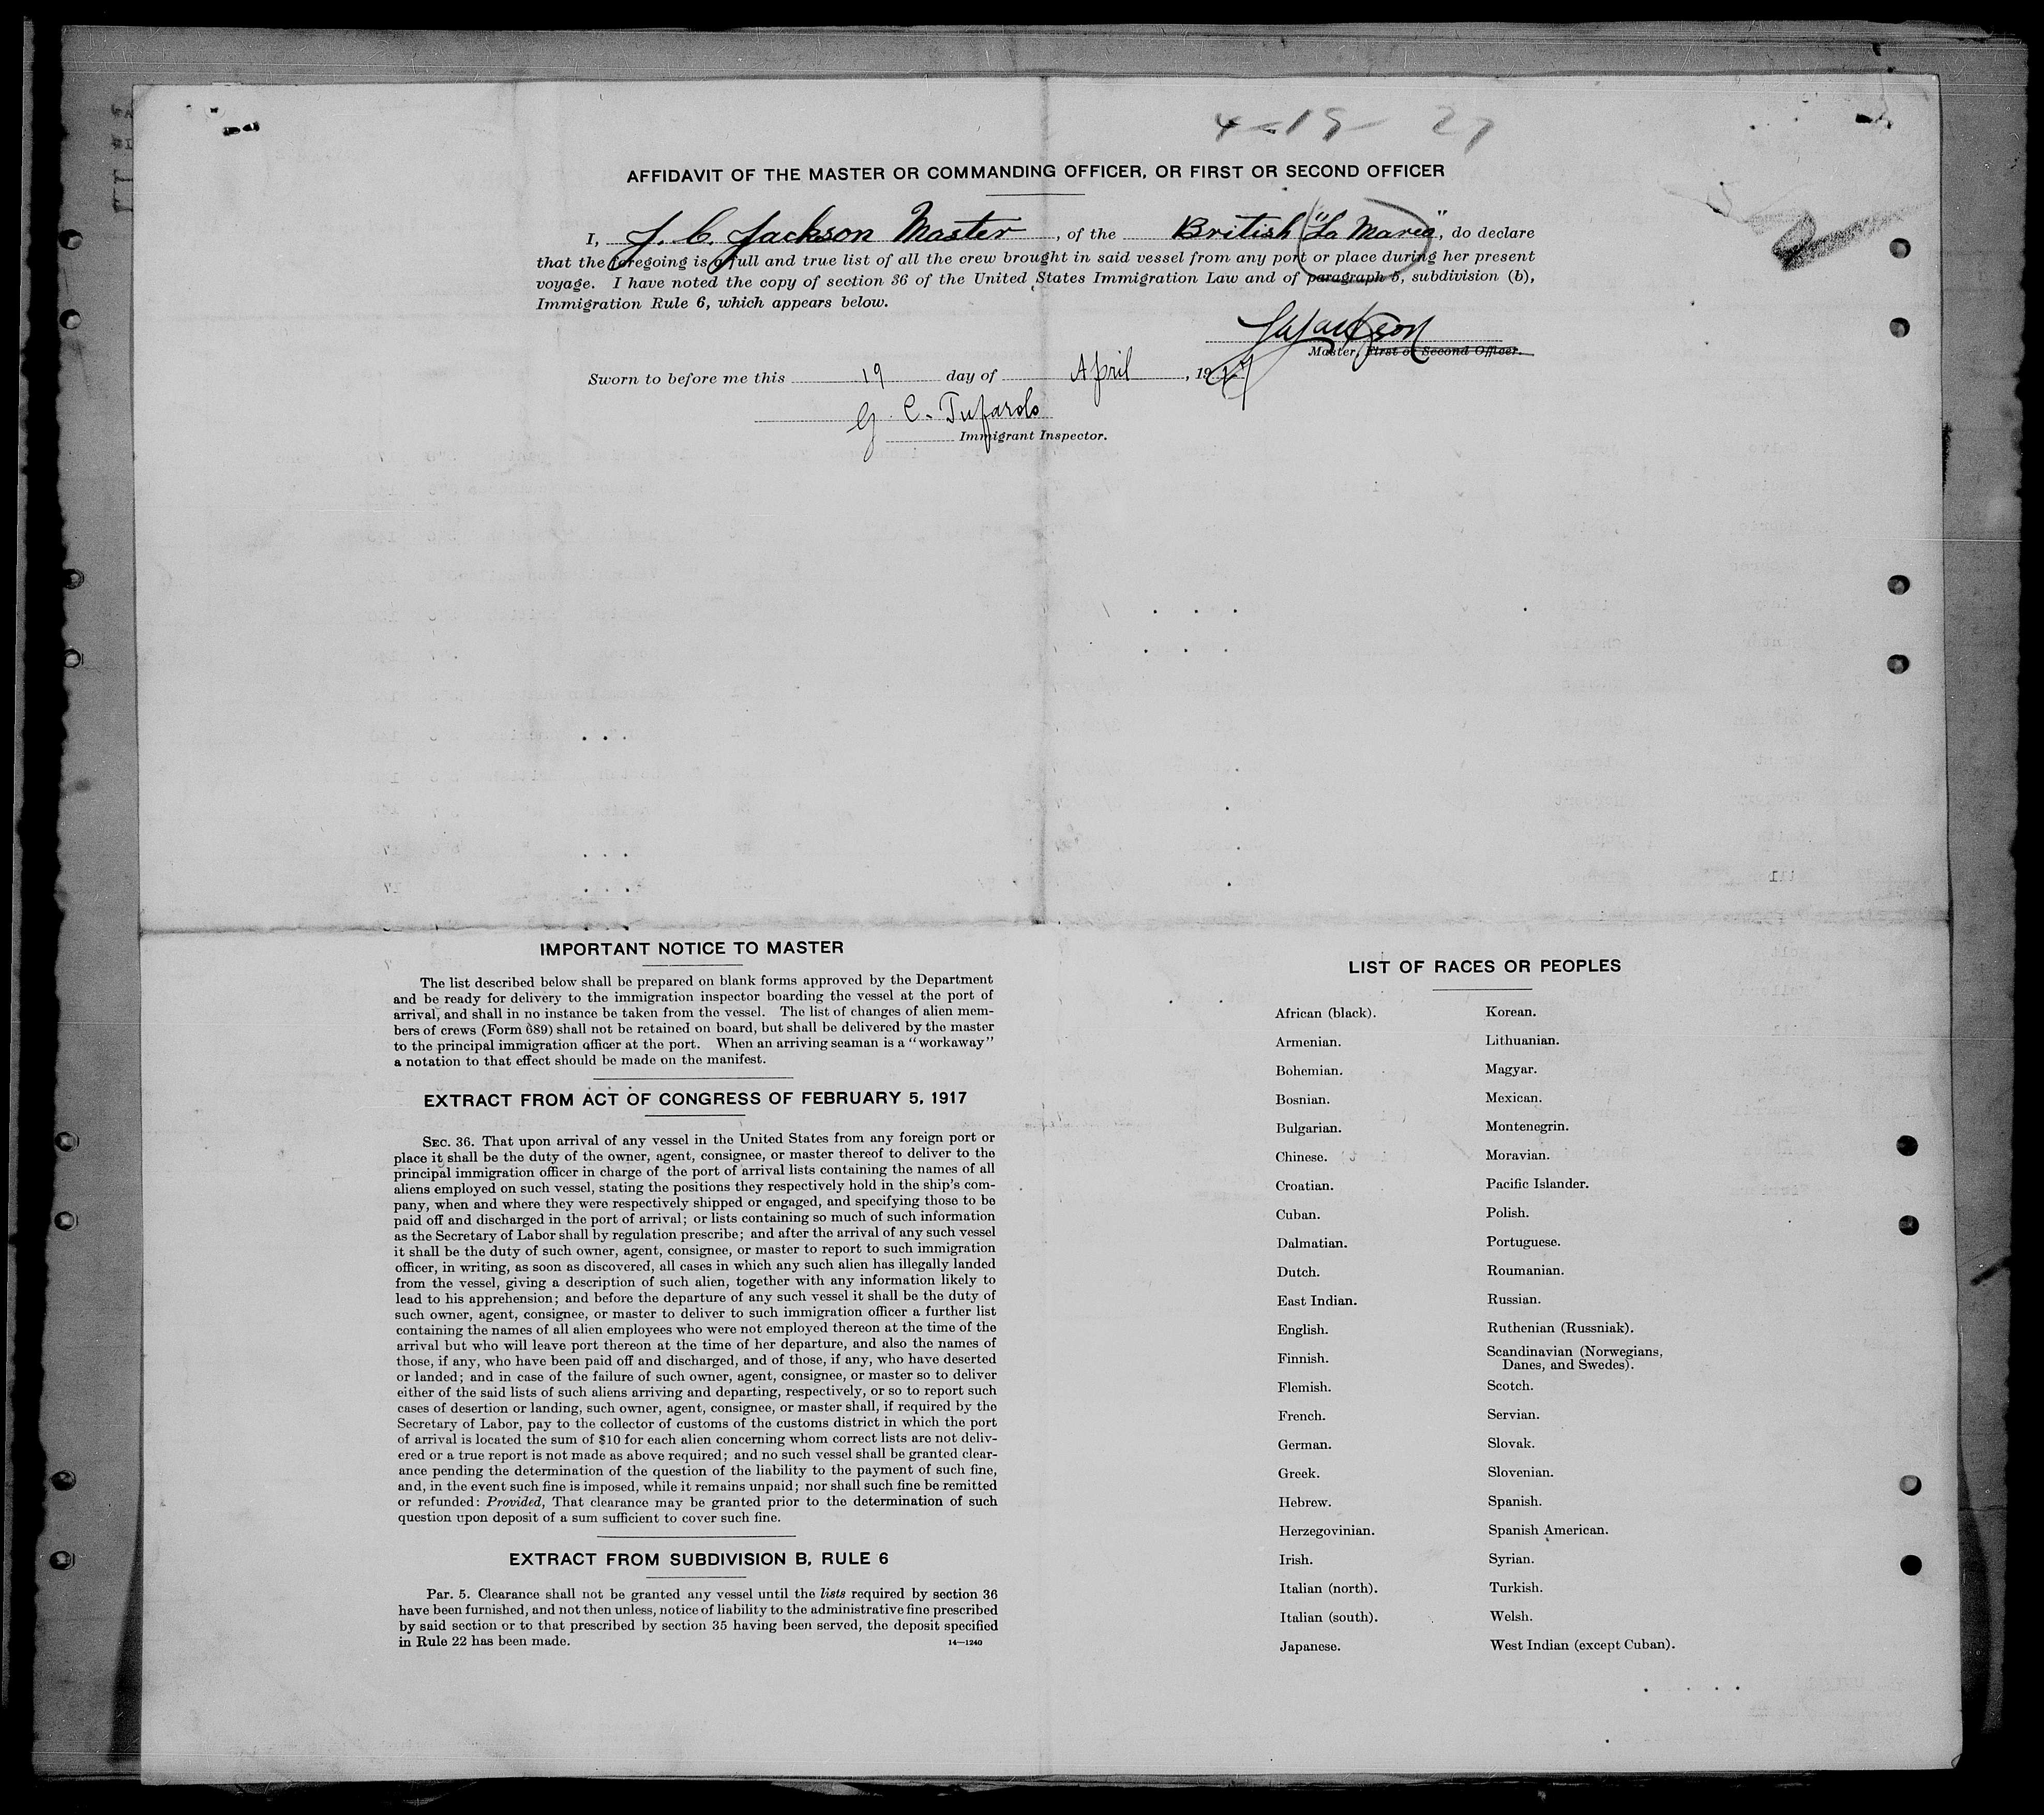 4-19-27
AFFIDAVIT OF THE MASTER OR COMMANDING OFFICER, OR FIRST OR SECOND OFFICER
I, J. C. Jackson Master, of the British "La Marea", do declare
that the foregoing is a full and true list of all the crew brought in said vessel from any port or place during her present
voyage. I have noted the copy of section 36 of the United States Immigration Law and of paragraph 5, subdivision (b),
Immigration Rule 6, which appears below.
Jackson
Master, First or Second Officer.
Sworn to before me this 19 day of April, 1927
G. C. Tufarolo
Immigrant Inspector.
IMPORTANT NOTICE TO MASTER
The list described below shall be prepared on blank forms approved by the Department
and be ready for delivery to the immigration inspector boarding the vessel at the port of
arrival, and shall in no instance be taken from the vessel. The list of changes of alien mem-
bers of crews (Form 689) shall not be retained on board, but shall be delivered by the master
to the principal immigration officer at the port. When an arriving seaman is a "workaway"
a notation to that effect should be made on the manifest.
EXTRACT FROM ACT OF CONGRESS OF FEBRUARY 5, 1917
SEC. 36. That upon arrival of any vessel in the United States from any foreign port or
place it shall be the duty of the owner, agent, consignee, or master thereof to deliver to the
principal immigration officer in charge of the port of arrival lists containing the names of all
aliens employed on such vessel, stating the positions they respectively hold in the ship's com-
pany, when and where they were respectively shipped or engaged, and specifying those to be
paid off and discharged in the port of arrival; or lists containing so much of such information
as the Secretary of Labor shall by regulation prescribe; and after the arrival of any such vessel
it shall be the duty of such owner, agent, consignee, or master to report to such immigration
officer, in writing, as soon as discovered, all cases in which any such alien has illegally landed
from the vessel, giving a description of such alien, together with any information likely to
lead to his apprehension; and before the departure of any such vessel it shall be the duty of
such owner, agent, consignee, or master to deliver to such immigration officer a further list
containing the names of all alien employees who were not employed thereon at the time of the
arrival but who will leave port thereon at the time of her departure, and also the names of
those, if any, who have been paid off and discharged, and of those, if any, who have deserted
or landed; and in case of the failure of such owner, agent, consignee, or master so to deliver
either of the said lists of such aliens arriving and departing, respectively, or so to report such
cases of desertion or landing, such owner, agent, consignee, or master shall, if required by the
Secretary of Labor, pay to the collector of customs of the customs district in which the port
of arrival is located the sum of $10 for each alien concerning whom correct lists are not deliv-
ered or a true report is not made as above required; and no such vessel shall be granted clear-
ance pending the determination of the question of the liability to the payment of such fine,
and, in the event such fine is imposed, while it remains unpaid; nor shall such fine be remitted
or refunded: Provided, That clearance may be granted prior to the determination of such
question upon deposit of a sum sufficient to cover such fine.
EXTRACT FROM SUBDIVISION B, RULE 6
Par. 5. Clearance shall not be granted any vessel until the lists required by section 36
have been furnished, and not then unless, notice of liability to the administrative fine prescribed
by said section or to that prescribed by section 35 having been served, the deposit specified
in Rule 22 has been made.
14—1240
LIST OF RACES OR PEOPLES
African (black).
Armenian.
Bohemian.
Bosnian.
Bulgarian.
Chinese.
Croatian.
Cuban.
Dalmatian.
Dutch.
East Indian.
English.
Finnish.
Flemish.
French.
German.
Greek.
Hebrew.
Herzegovinian.
Irish.
Italian (north).
Italian (south).
Japanese.
Korean.
Lithuanian.
Magyar.
Mexican.
Montenegrin.
Moravian.
Pacific Islander.
Polish.
Portuguese.
Roumanian.
Russian.
Ruthenian (Russniak).
Scandinavian (Norwegians,
Danes, and Swedes).
Scotch.
Servian.
Slovak.
Slovenian.
Spanish.
Spanish American.
Syrian.
Turkish.
Welsh.
West Indian (except Cuban).